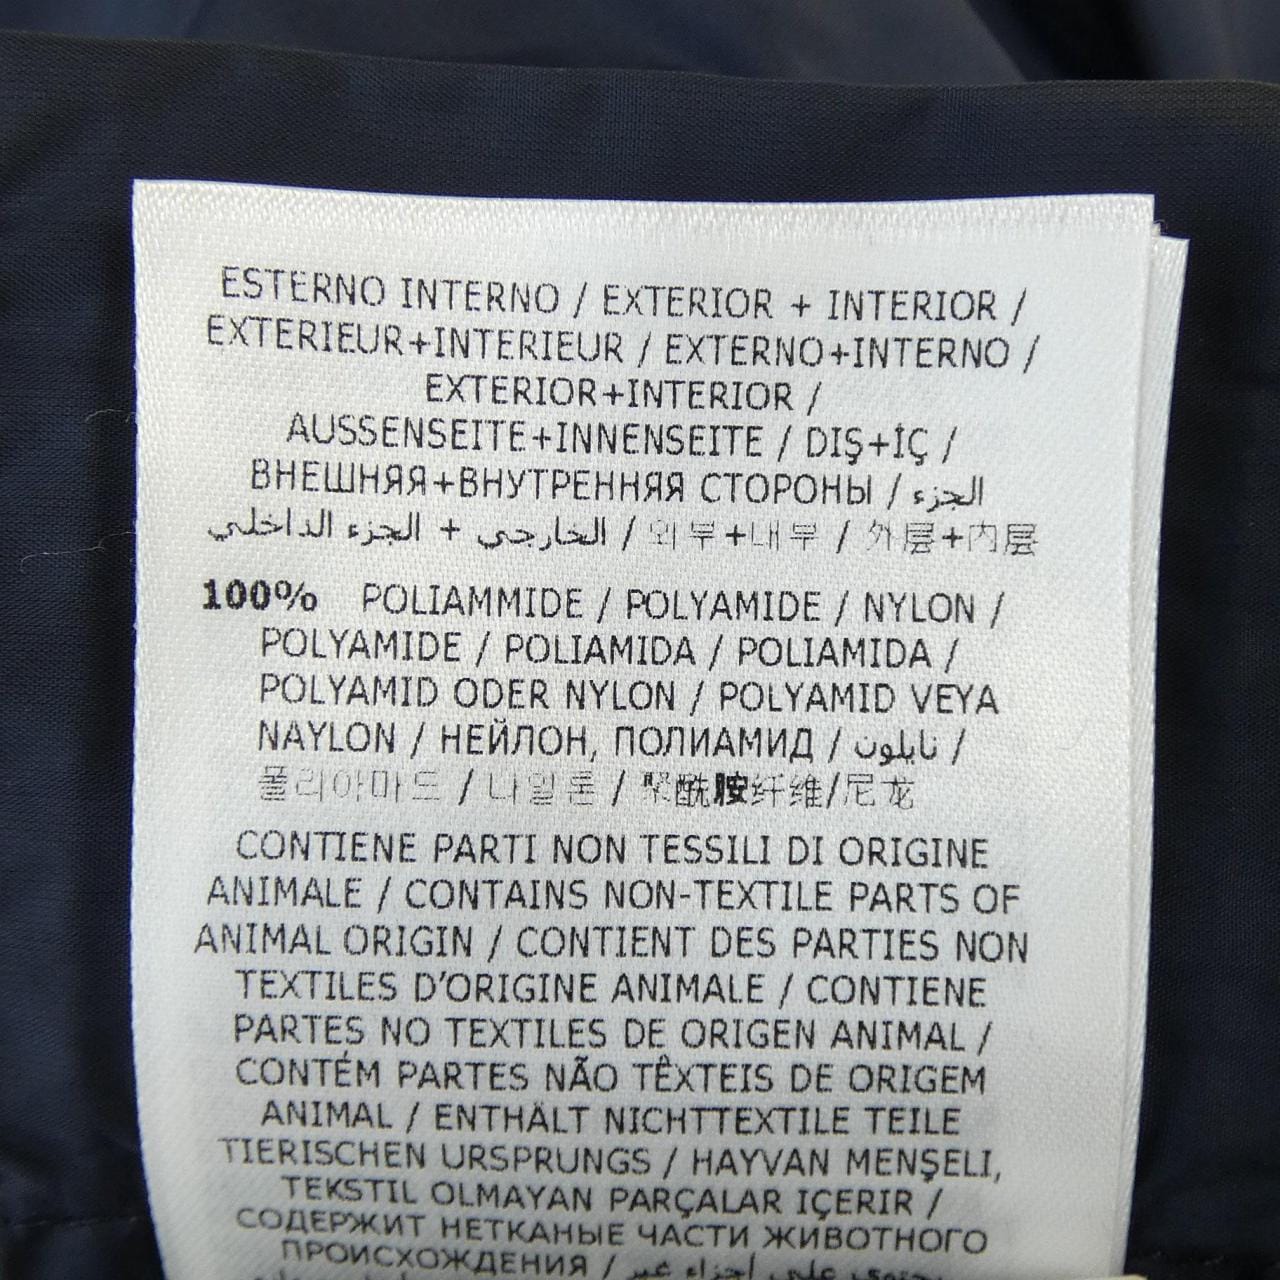 ESTERNO INTERNO / EXTERIOR + INTERIOR /
EXTERIEUR+INTERIEUR / EXTERNO+INTERNO /
EXTERIOR+INTERIOR /
AUSSENSEITE+INNENSEITE / DIŞ+İÇ /
ВНЕШНЯЯ+ВНУТРЕННЯЯ СТОРОНЫ / الجزء
الخارجي + الجزء الداخلي / 외부+내부 / 外层+内层
100% POLIAMMIDE / POLYAMIDE / NYLON /
POLYAMIDE / POLIAMIDA / POLIAMIDA /
POLYAMID ODER NYLON / POLYAMID VEYA
NAYLON / НЕЙЛОН, ПОЛИАМИД / نايلون /
폴리아마드 / 나일론 / 聚酰胺纤维/尼龙
CONTIENE PARTI NON TESSILI DI ORIGINE
ANIMALE / CONTAINS NON-TEXTILE PARTS OF
ANIMAL ORIGIN / CONTIENT DES PARTIES NON
TEXTILES D'ORIGINE ANIMALE / CONTIENE
PARTES NO TEXTILES DE ORIGEN ANIMAL /
CONTÉM PARTES NÃO TÊXTEIS DE ORIGEM
ANIMAL / ENTHÄLT NICHTTEXTILE TEILE
TIERISCHEN URSPRUNGS / HAYVAN MENŞELİ,
TEKSTIL OLMAYAN PARÇALAR IÇERIR /
СОДЕРЖИТ НЕТКАНЫЕ ЧАСТИ ЖИВОТНОГО
ПРОИСХОЖДЕНИЯ / يحتوي على أجزاء غير